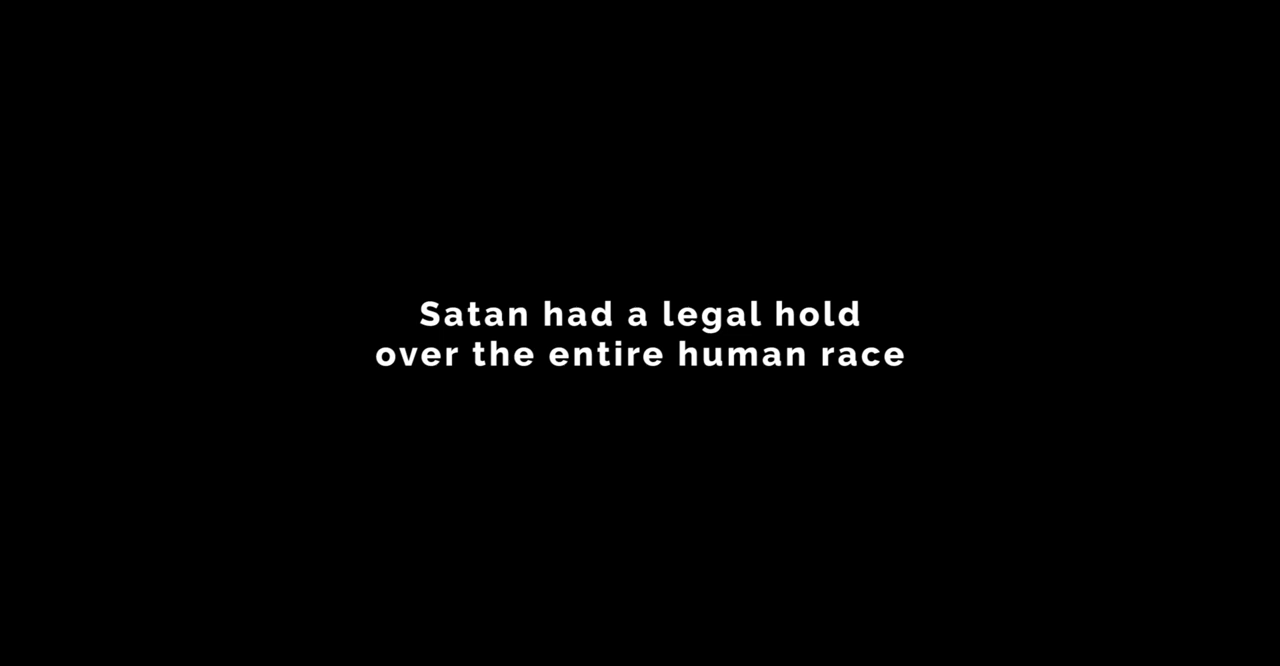 Satan had a legal hold
over the entire human race